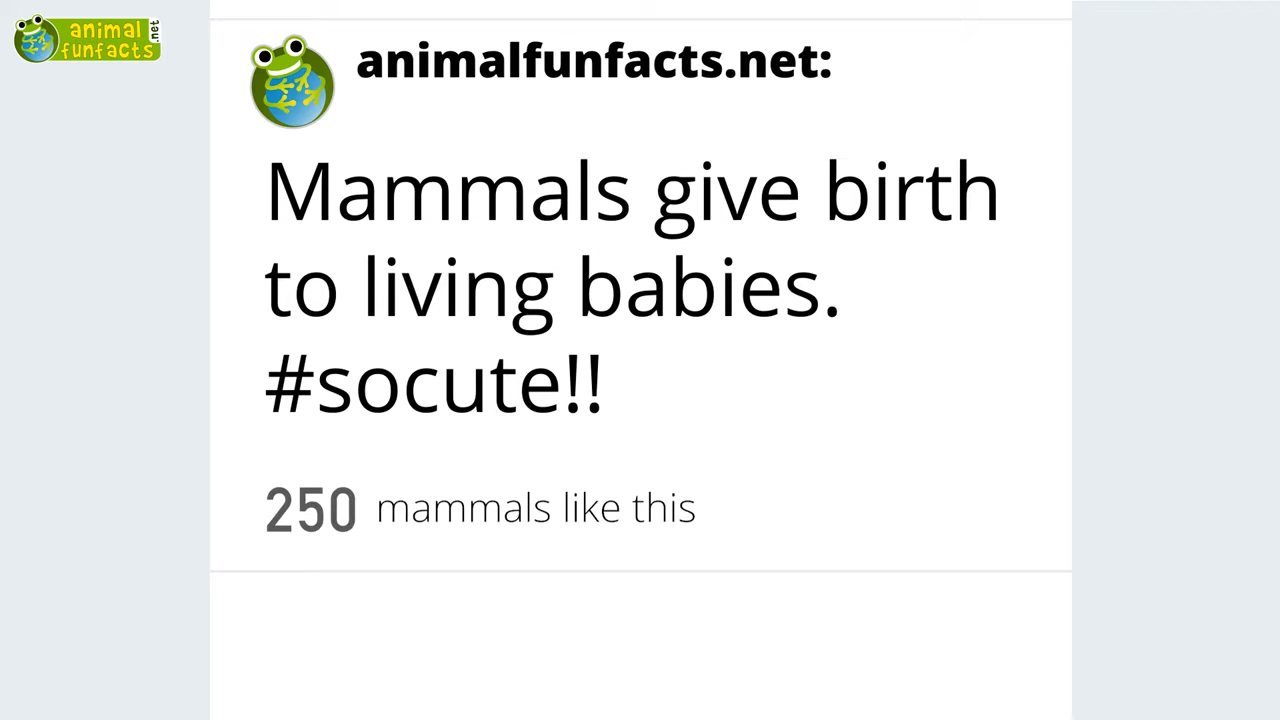 animal
funfacts
.net
animalfunfacts.net:
Mammals give birth
to living babies.
#socute!!
250 mammals like this